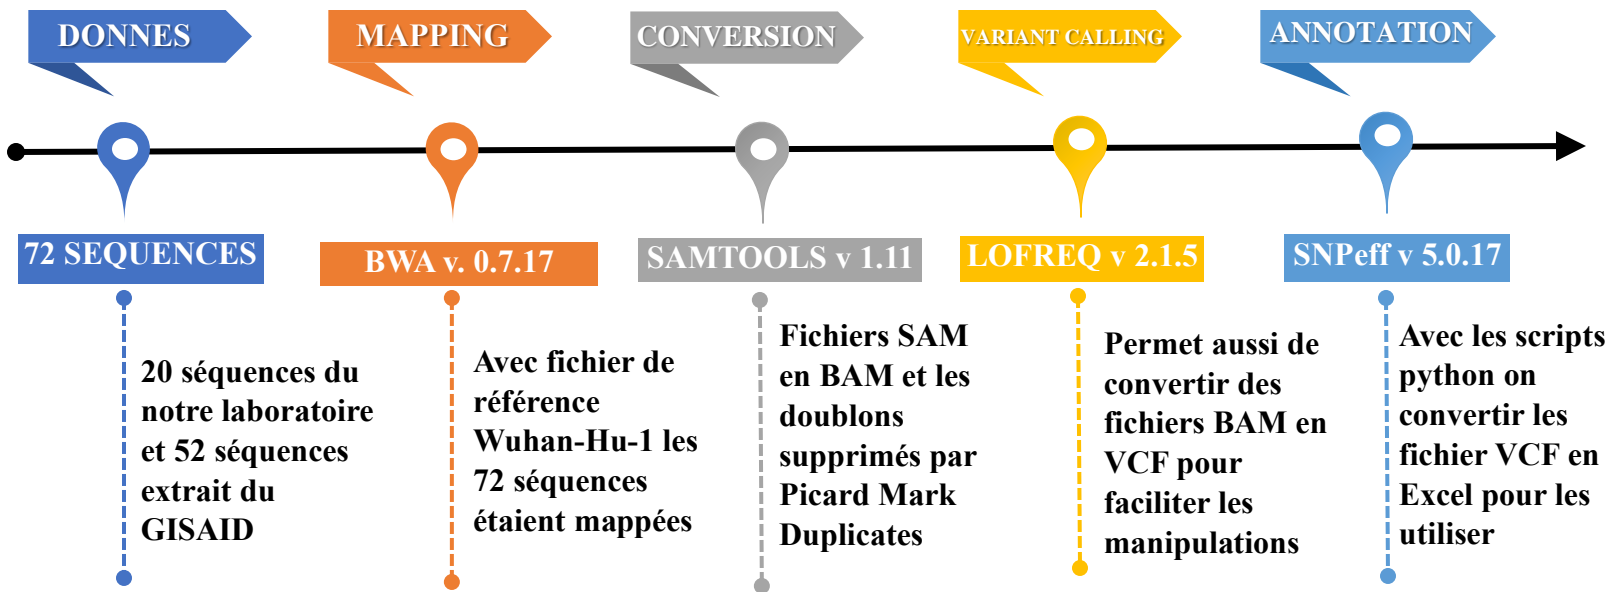 DONNES
MAPPING
CONVERSION
VARIANT CALLING
ANNOTATION
72 SEQUENCES
BWA v. 0.7.17
SAMTOOLS v 1.11
LOFREQ v 2.1.5
SNPeff v 5.0.17
20 séquences du
notre laboratoire
et 52 séquences
extrait du
GISAID
Avec fichier de
référence
Wuhan-Hu-1 les
72 séquences
étaient mappées
Fichiers SAM
en BAM et les
doublons
supprimés par
Picard Mark
Duplicates
Permet aussi de
convertir des
fichiers BAM en
VCF pour
faciliter les
manipulations
Avec les scripts
python on
convertir les
fichier VCF en
Excel pour les
utiliser